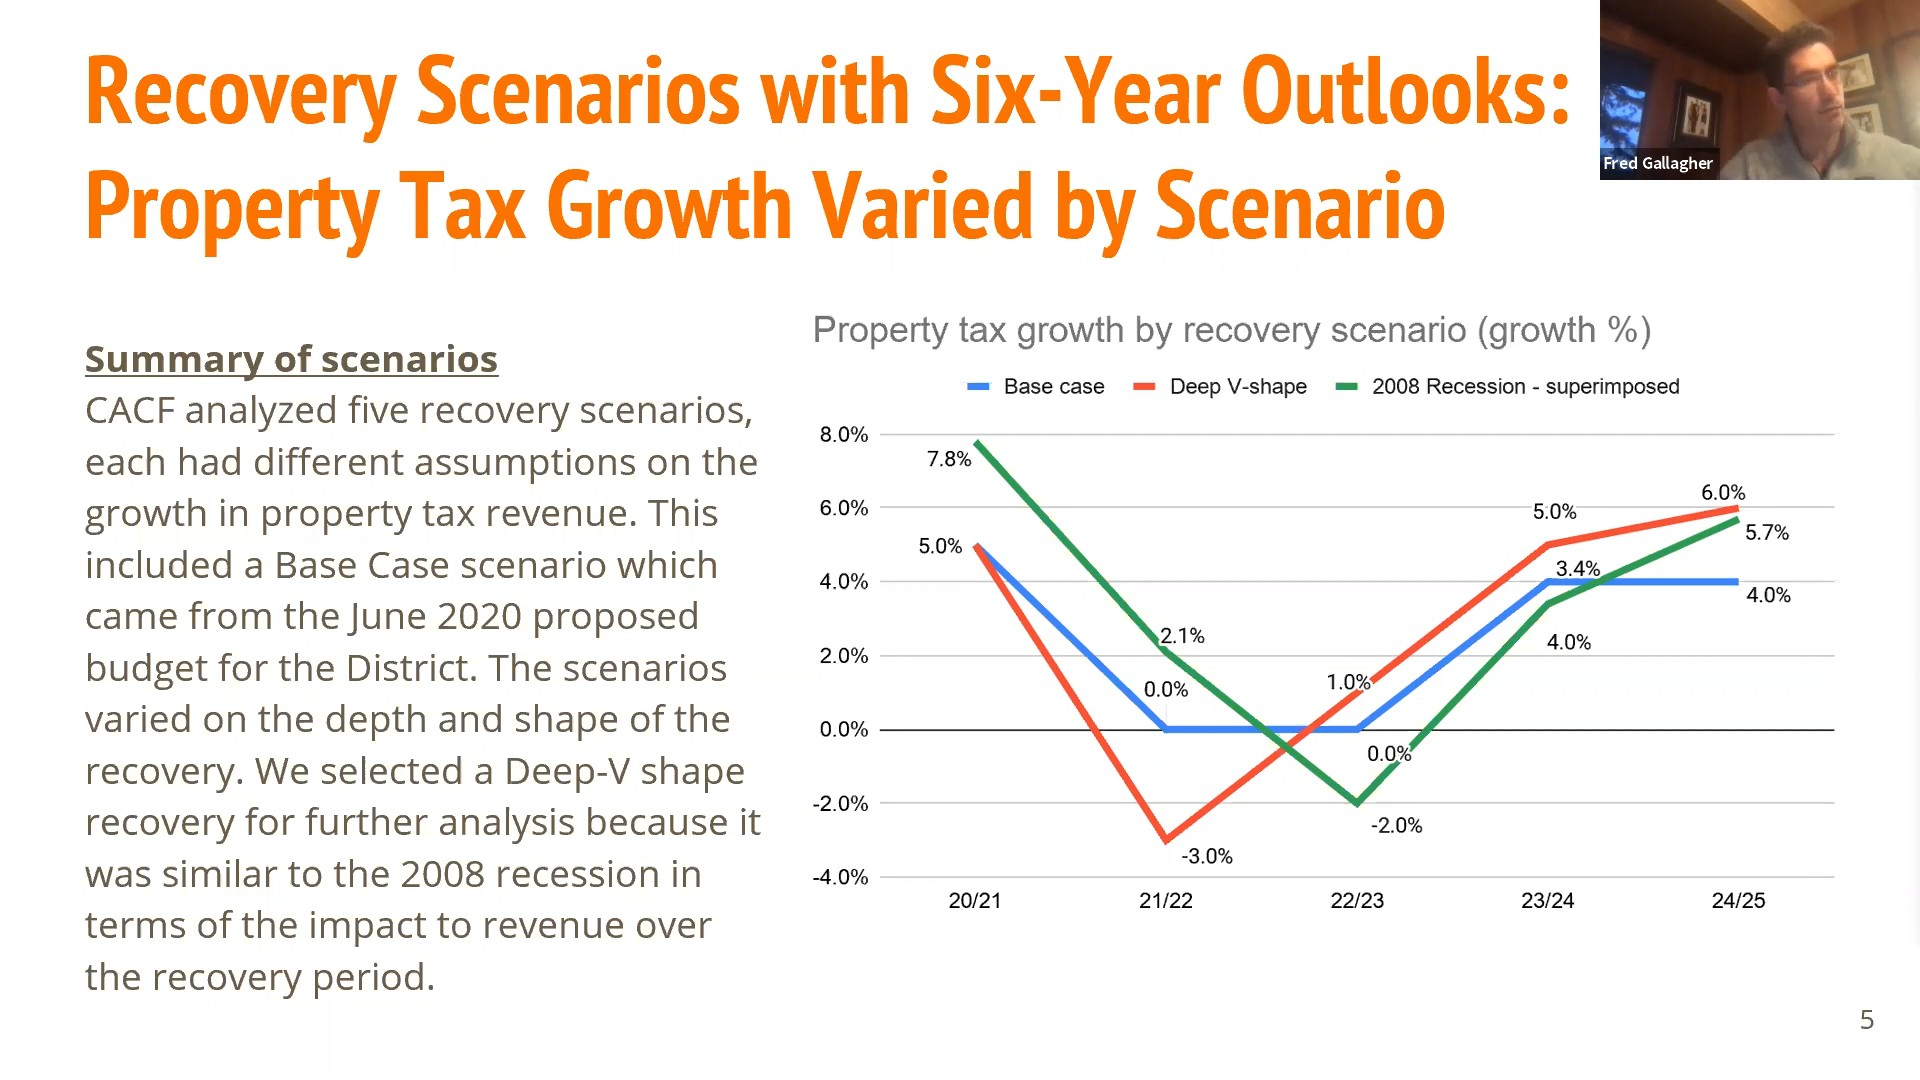 Recovery Scenarios with Six-Year Outlooks:
Property Tax Growth Varied by Scenario
Fred Gallagher
Summary of scenarios
CACF analyzed five recovery scenarios,
each had different assumptions on the
growth in property tax revenue. This
included a Base Case scenario which
came from the June 2020 proposed
budget for the District. The scenarios
varied on the depth and shape of the
recovery. We selected a Deep-V shape
recovery for further analysis because it
was similar to the 2008 recession in
terms of the impact to revenue over
the recovery period.
Property tax growth by recovery scenario (growth %)
Base case Deep V-shape 2008 Recession - superimposed
8.0%
6.0%
4.0%
2.0%
0.0%
-2.0%
-4.0%
7.8%
5.0%
2.1%
0.0%
-3.0%
1.0%
0.0%
-2.0%
5.0%
3.4%
4.0%
6.0%
5.7%
4.0%
20/21 21/22 22/23 23/24 24/25
5